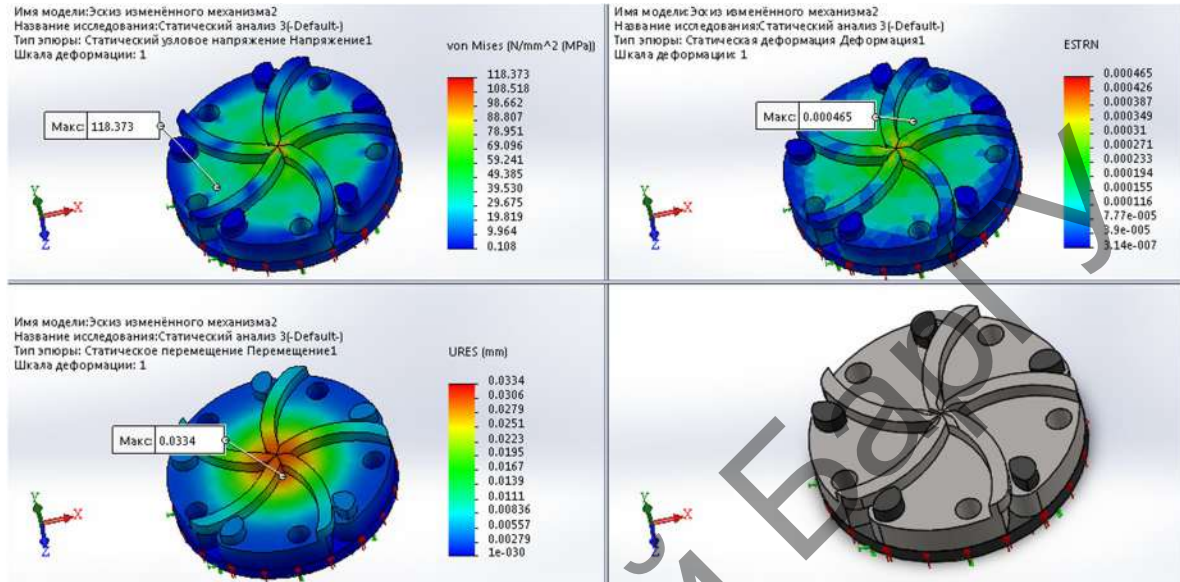 Имя модели:Эскиз изменённого механизма2
Название исследования:Статический анализ 3(-Default-)
Тип эпюры: Статический узловое напряжение Напряжение1
Шкала деформации: 1
von Mises (N/mm^2 (MPa))
118.373
108.518
98.662
88.807
78.951
69.096
59.241
49.385
39.530
29.675
19.819
9.964
0.108
Макс: 118.373
Y
X
Z
Имя модели:Эскиз изменённого механизма2
Название исследования:Статический анализ 3(-Default-)
Тип эпюры: Статическая деформация Деформация1
Шкала деформации: 1
ESTRN
0.000465
0.000426
0.000387
0.000349
0.00031
0.000271
0.000233
0.000194
0.000155
0.000116
7.77e-005
3.9e-005
3.14e-007
Макс: 0.000465
Y
X
Z
Имя модели:Эскиз изменённого механизма2
Название исследования:Статический анализ 3(-Default-)
Тип эпюры: Статическое перемещение Перемещение1
Шкала деформации: 1
URES (mm)
0.0334
0.0306
0.0279
0.0251
0.0223
0.0195
0.0167
0.0139
0.0111
0.00836
0.00557
0.00279
1e-030
Макс: 0.0334
Y
X
Z
Y
X
Z
й БарГУ